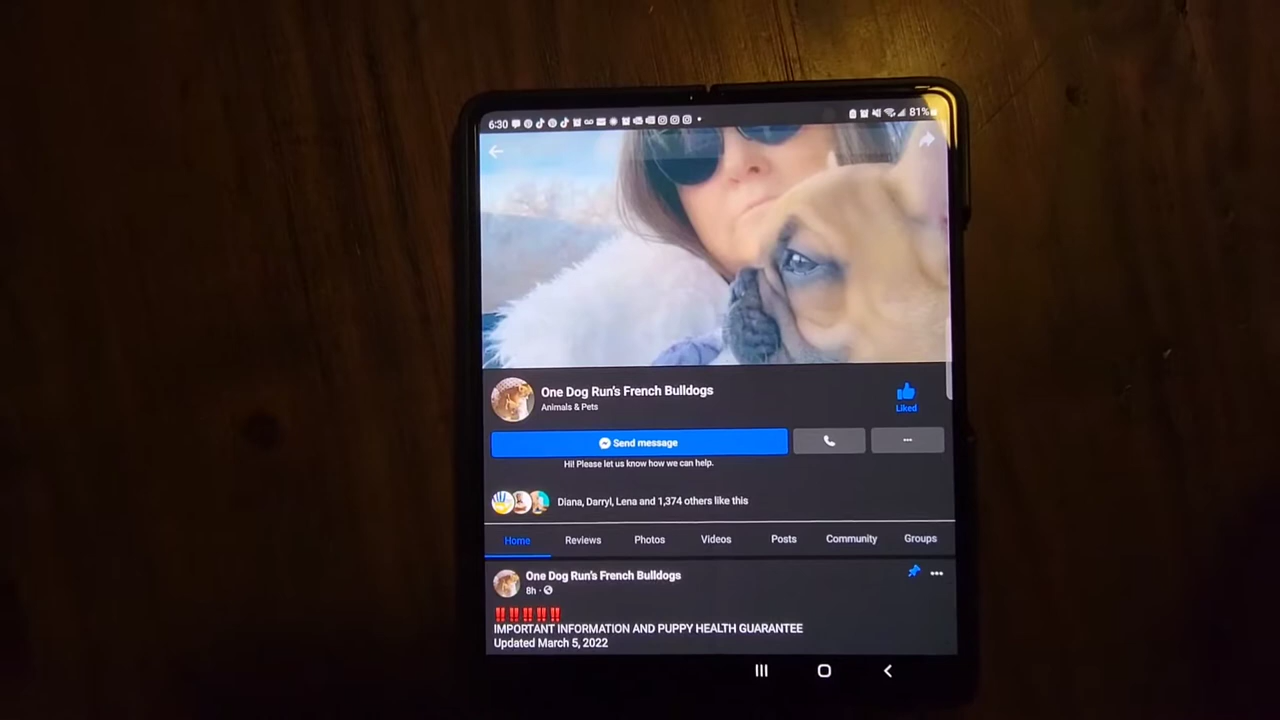 6:30
81%
One Dog Run's French Bulldogs
Animals & Pets
Liked
Send message
Hi! Please let us know how we can help.
Diana, Darryl, Lena and 1,374 others like this
Home Reviews Photos Videos Posts Community Groups
One Dog Run's French Bulldogs
8h ·
‼️‼️‼️‼️‼️
IMPORTANT INFORMATION AND PUPPY HEALTH GUARANTEE
Updated March 5, 2022